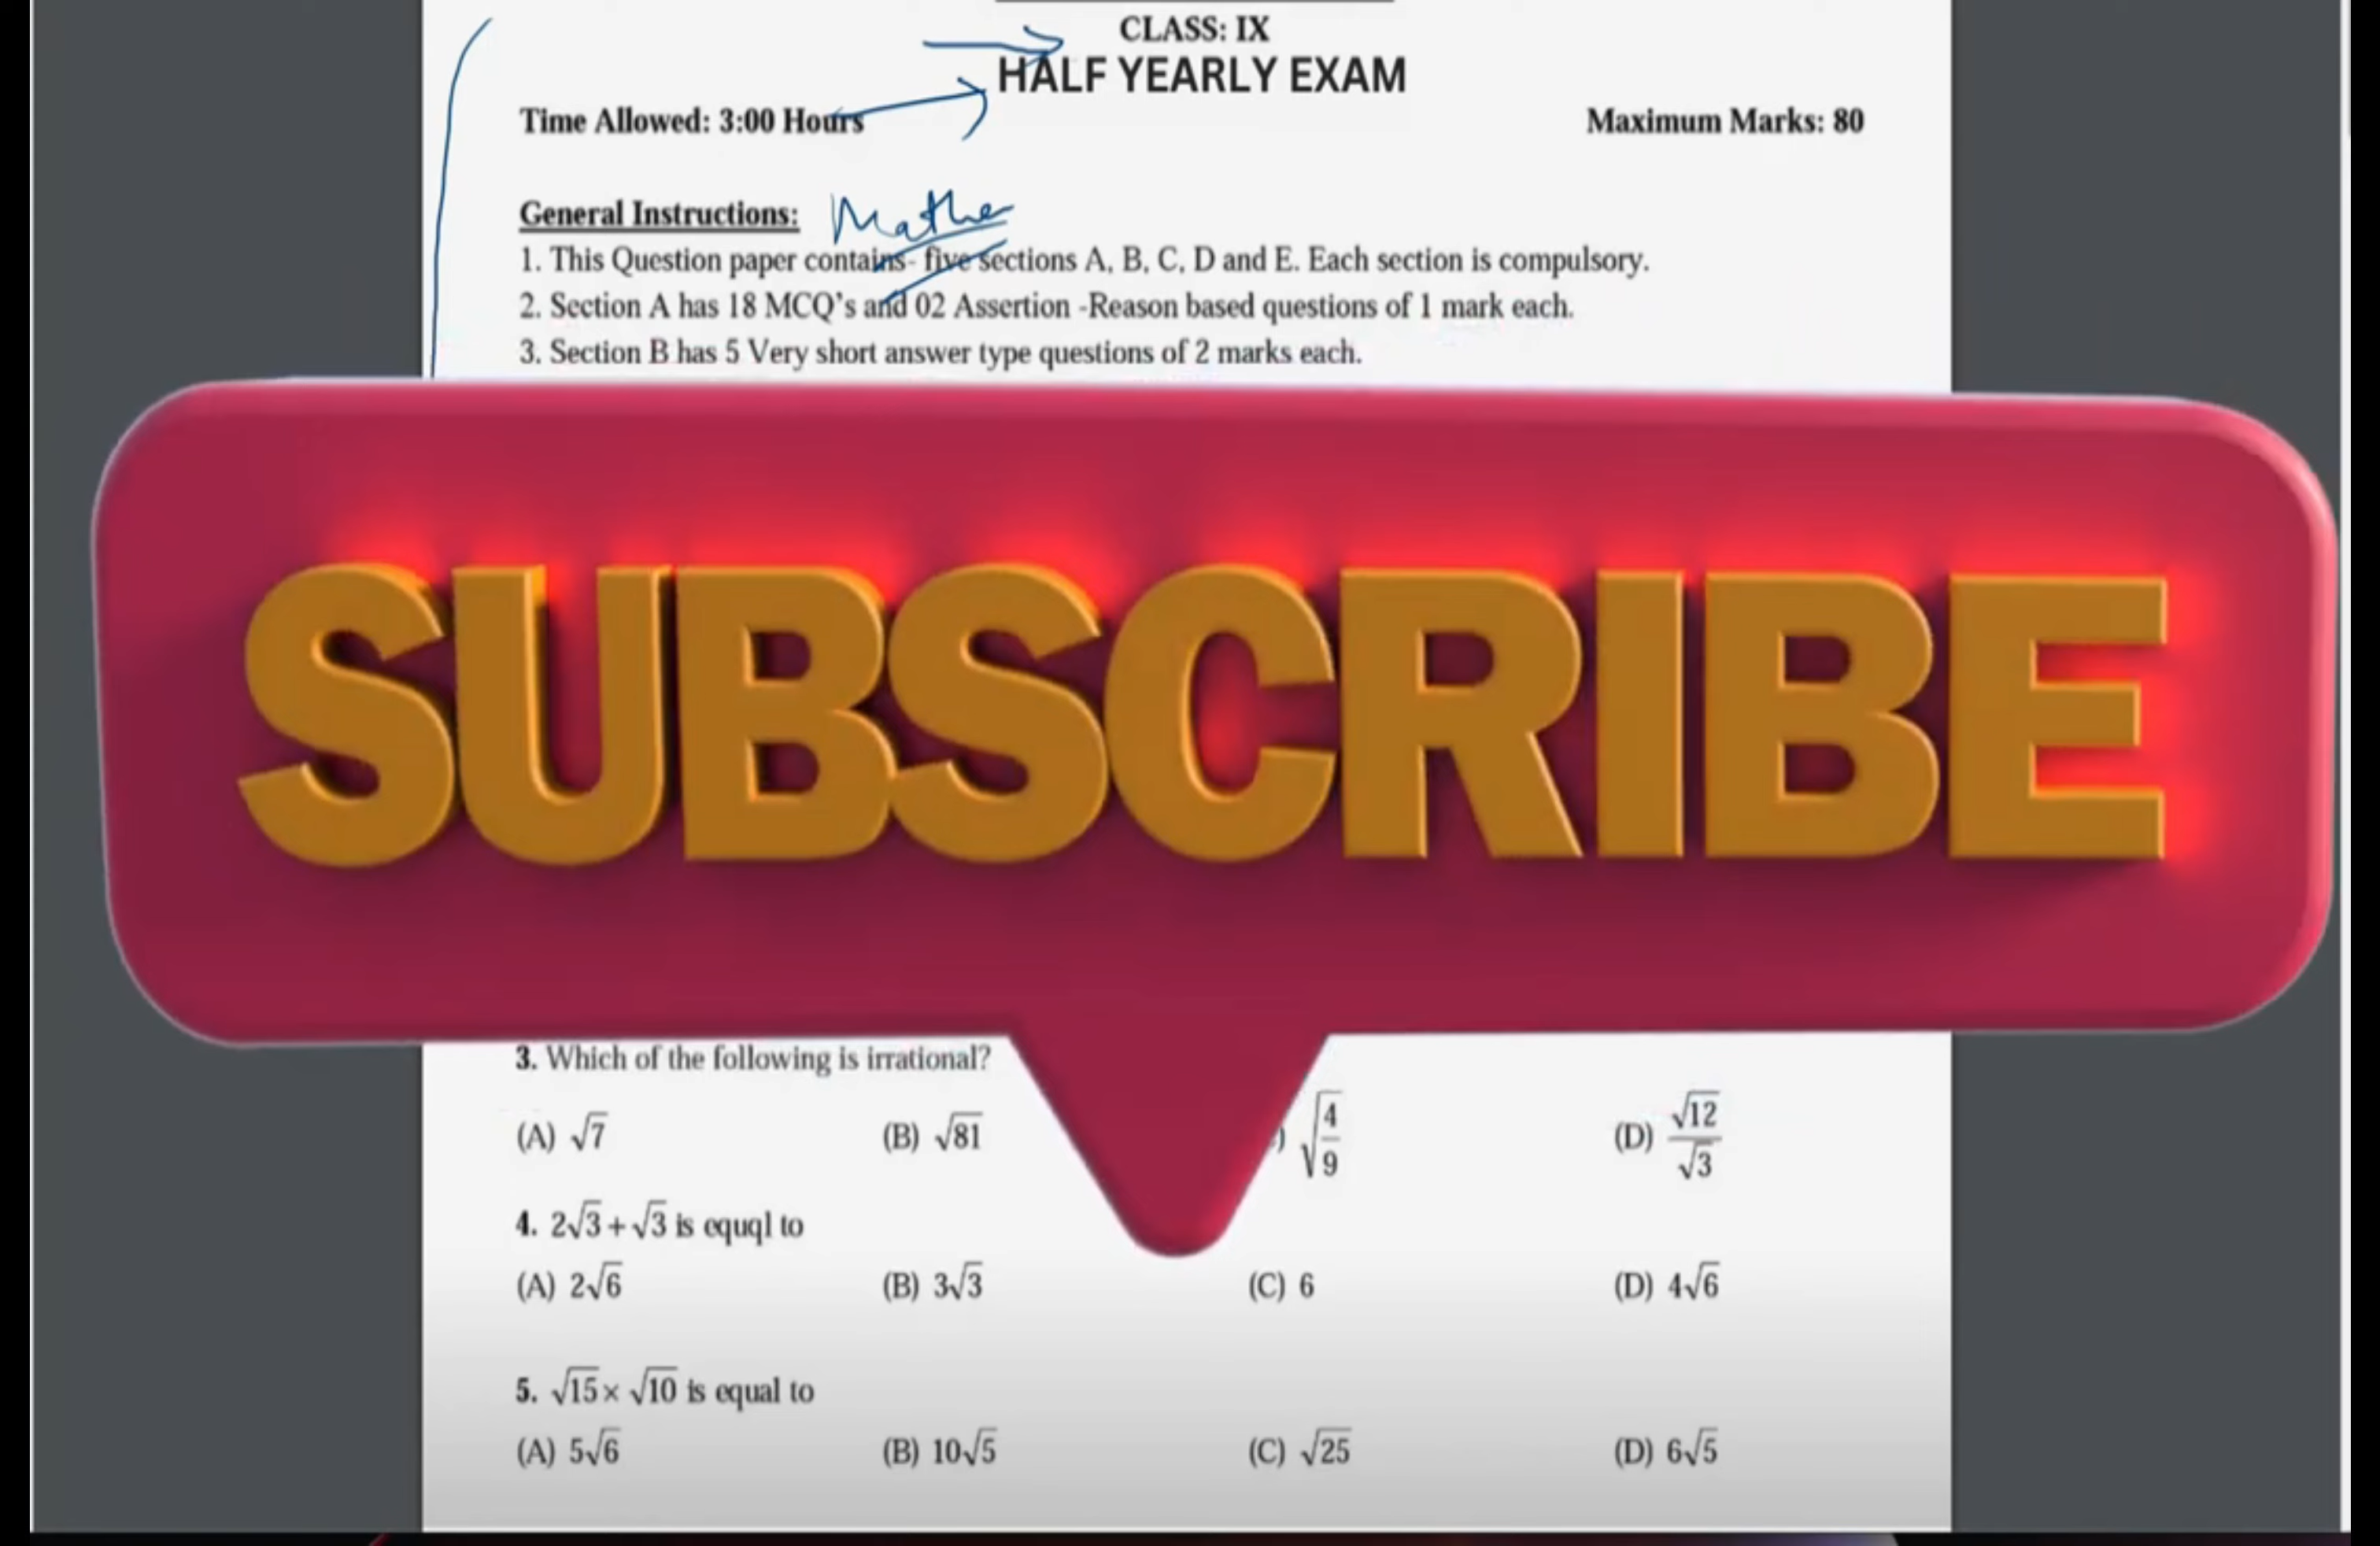 CLASS: IX
HALF YEARLY EXAM
Time Allowed: 3:00 Hours Maximum Marks: 80
General Instructions: Mathe
1. This Question paper contains- five sections A, B, C, D and E. Each section is compulsory.
2. Section A has 18 MCQ's and 02 Assertion -Reason based questions of 1 mark each.
3. Section B has 5 Very short answer type questions of 2 marks each.
SUBSCRIBE
3. Which of the following is irrational?
(A) √7 (B) √81 ) √(4/9) (D) √12/√3
4. 2√3 + √3 is equql to
(A) 2√6 (B) 3√3 (C) 6 (D) 4√6
5. √15 × √10 is equal to
(A) 5√6 (B) 10√5 (C) √25 (D) 6√5